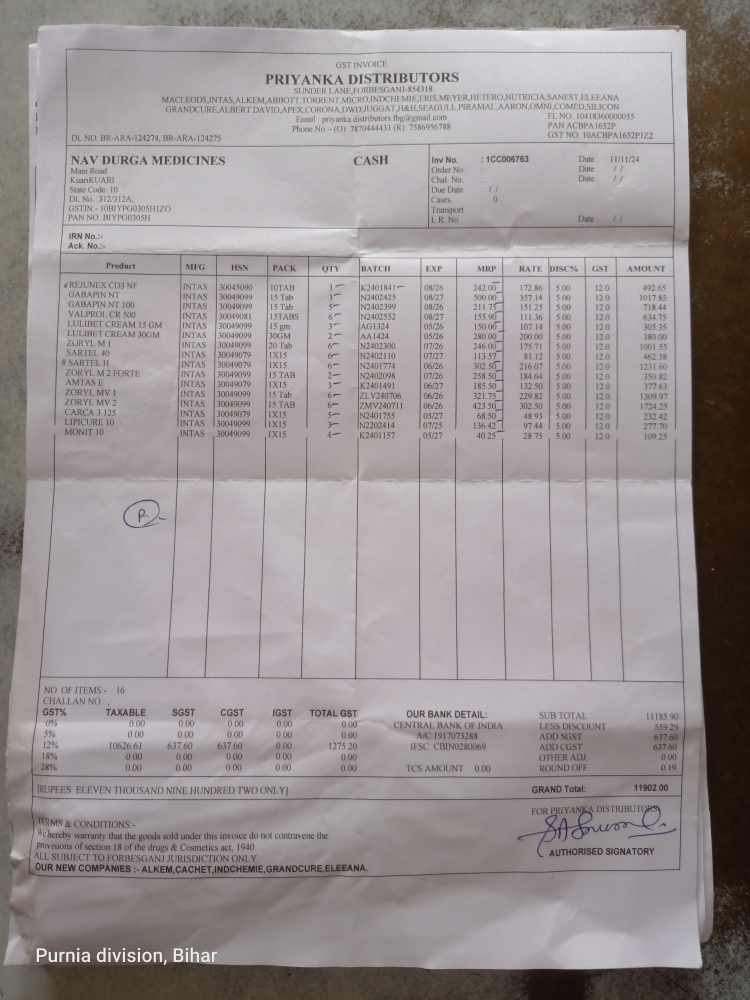 GST INVOICE
PRIYANKA DISTRIBUTORS
SUNDER LANE,FORBESGANJ-854318
MACLEODS,INTAS,ALKEM,ABBOTT,TORRENT,MICRO,INDCHEMIE,ERIS,MEYER,HETERO,NUTRICIA,SANEST,ELEEANA
GRANDCURE,ALBERT DAVID,APEX,CORONA,DWD,JUGGAT,H&H,SEAGULL,PIRAMAL,AARON,OMNI,COMED,SILICON
Email : priyanka distributors.fbg@gmail.com FL NO: 10418360000055
Phone No.:- (O): 7870444431 (R): 7586956788 PAN ACBPA1652P
DL NO. BR-ARA-124274, BR-ARA-124275 GST NO: 10ACBPA1652P1Z2
NAV DURGA MEDICINES CASH
Main Road
KuariKUARI
State Code. 10
DL No. :312/312A,
GSTIN - 10BIYPG0305H1ZO
PAN NO :BIYPG0305H
Inv No. : 1CC006763 Date : 11/11/24
Order No. : Date : / /
Chal. No. : Date : / /
Due Date : / /
Cases : 0
Transport :
L.R. No. : Date : / /
IRN No.:-
Ack. No.:-
Product MFG HSN PACK QTY BATCH EXP MRP RATE DISC% GST AMOUNT
REJUNEX CD3 NF INTAS 30045090 10TAB 3 K2401841 08/26 242.00 172.86 5.00 12.0 492.65
GABAPIN NT INTAS 30049099 15 Tab 3 N2402425 08/26 500.00 357.14 5.00 12.0 1017.85
GABAPIN NT 100 INTAS 30049099 15 Tab 5 N2402399 08/26 211.75 151.25 5.00 12.0 718.44
VALPROL CR 500 INTAS 30049081 15TABS 6 N2402552 08/27 155.90 111.36 5.00 12.0 634.75
LULIBET CREAM 15 GM INTAS 30049099 15 gm 3 AG1324 05/26 150.00 107.14 5.00 12.0 305.35
LULIBET CREAM 30GM INTAS 30049099 30GM 2 AA1424 05/26 280.00 200.00 5.00 12.0 380.00
ZORYL M 1 INTAS 30049099 20 Tab 6 N2402300 07/26 246.00 175.71 5.00 12.0 1001.55
SARTEL 40 INTAS 30049079 1X15 6 N2402110 07/27 113.57 81.12 5.00 12.0 462.38
# SARTEL H INTAS 30049079 1X15 6 K2401774 06/26 302.50 216.07 5.00 12.0 1231.60
ZORYL M 2 FORTE INTAS 30049099 15 TAB 2 N2402098 07/26 258.50 184.64 5.00 12.0 350.82
AMTAS E INTAS 30049079 1X15 3 K2401491 06/27 185.50 132.50 5.00 12.0 377.63
ZORYL MV 1 INTAS 30049099 15 Tab 6 ZLV240706 06/26 321.75 229.82 5.00 12.0 1309.97
ZORYL MV 2 INTAS 30049099 15 TAB 6 ZMV240711 06/26 423.50 302.50 5.00 12.0 1724.25
CARCA 3.125 INTAS 30049079 1X15 5 N2401755 05/27 68.50 48.93 5.00 12.0 232.42
LIPICURE 10 INTAS 30049099 1X15 3 N2202414 07/25 136.42 97.44 5.00 12.0 277.70
MONIT 10 INTAS 30049099 1X15 4 K2401157 05/27 40.25 28.75 5.00 12.0 109.25
R
NO. OF ITEMS - 16
CHALLAN NO .
GST% TAXABLE SGST CGST IGST TOTAL GST
0% 0.00 0.00 0.00 0.00 0.00
5% 0.00 0.00 0.00 0.00 0.00
12% 10626.61 637.60 637.60 0.00 1275.20
18% 0.00 0.00 0.00 0.00 0.00
28% 0.00 0.00 0.00 0.00 0.00
OUR BANK DETAIL:
CENTRAL BANK OF INDIA
A/C 1917073288
IFSC: CBIN0280069
TCS AMOUNT 0.00
SUB TOTAL 11185.90
LESS DISCOUNT 559.29
ADD SGST 637.60
ADD CGST 637.60
OTHER ADJ 0.00
ROUND OFF 0.19
[RUPEES ELEVEN THOUSAND NINE HUNDRED TWO ONLY] GRAND Total: 11902.00
TERMS & CONDITIONS -
We hereby warranty that the goods sold under this invoice do not contravene the
provisions of section 18 of the drugs & Cosmetics act, 1940.
ALL SUBJECT TO FORBESGANJ JURISDICTION ONLY.
OUR NEW COMPANIES :- ALKEM,CACHET,INDCHEMIE,GRANDCURE,ELEEANA.
FOR PRIYANKA DISTRIBUTORS
AUTHORISED SIGNATORY
Purnia division, Bihar